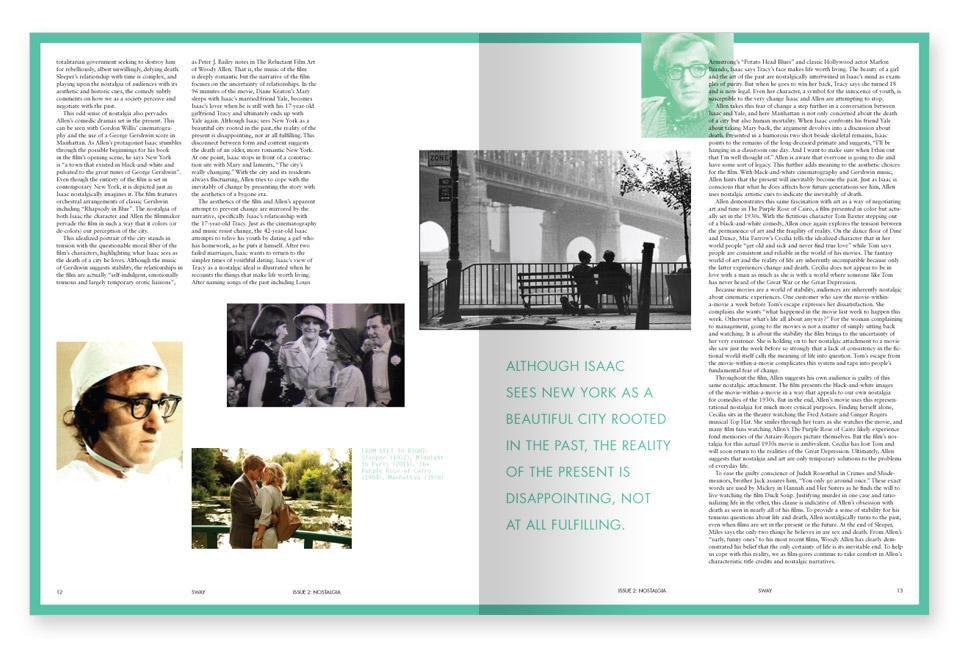 totalitarian government seeking to destroy him
for rebelliously, albeit unwillingly, defying death.
Sleeper's relationship with time is complex, and
playing upon the nostalgia of audiences with its
aesthetic and historic cues, the comedy subtly
comments on how we as a society perceive and
negotiate with the past.
This odd sense of nostalgia also pervades
Allen's comedic dramas set in the present. This
can be seen with Gordon Willis' cinematogra-
phy and the use of a George Gershwin score in
Manhattan. As Allen's protagonist Isaac stumbles
through the possible beginnings for his book
in the film's opening scene, he says New York
is "a town that existed in black-and-white and
pulsated to the great tunes of George Gershwin".
Even though the entirety of the film is set in
contemporary New York, it is depicted just as
Isaac nostalgically imagines it. The film features
orchestral arrangements of classic Gershwin
including "Rhapsody in Blue". The nostalgia of
both Isaac the character and Allen the filmmaker
pervade the film in such a way that it colors (or
de-colors) our perception of the city.
This idealized portrait of the city stands in
tension with the questionable moral fiber of the
film's characters, highlighting what Isaac sees as
the death of a city he loves. Although the music
of Gershwin suggests stability, the relationships in
the film are actually "self-indulgent, emotionally
tenuous and largely temporary erotic liaisons",
as Peter J. Bailey notes in The Reluctant Film Art
of Woody Allen. That is, the music of the film
is deeply romantic but the narrative of the film
focuses on the uncertainty of relationships. In the
96 minutes of the movie, Diane Keaton's Mary
sleeps with Isaac's married friend Yale, becomes
Isaac's lover when he is still with his 17-year-old
girlfriend Tracy and ultimately ends up with
Yale again. Although Isaac sees New York as a
beautiful city rooted in the past, the reality of the
present is disappointing, nor at all fulfilling. This
disconnect between form and content suggests
the death of an older, more romantic New York.
At one point, Isaac stops in front of a construc-
tion site with Mary and laments, "The city's
really changing." With the city and its residents
always fluctuating, Allen tries to cope with the
inevitably of change by presenting the story with
the aesthetics of a bygone era.
The aesthetics of the film and Allen's apparent
attempt to prevent change are mirrored by the
narrative, specifically Isaac's relationship with
the 17-year-old Tracy. Just as the cinematography
and music resist change, the 42-year-old Isaac
attempts to relive his youth by dating a girl who
has homework, as he puts it himself. After two
failed marriages, Isaac wants to return to the
simpler times of youthful dating. Isaac's view of
Tracy as a nostalgic ideal is illustrated when he
recounts the things that make life worth living.
After naming songs of the past including Louis
FROM LEFT TO RIGHT:
Sleeper (1972), Midnight
in Paris (2011), The
Purple Rose of Cairo
(1984), Manhattan (1978)
12
SWAY
ISSUE 2: NOSTALGIA
ZONE
ALTHOUGH ISAAC
SEES NEW YORK AS A
BEAUTIFUL CITY ROOTED
IN THE PAST, THE REALITY
OF THE PRESENT IS
DISAPPOINTING, NOT
AT ALL FULFILLING.
Armstrong's "Potato Head Blues" and classic Hollywood actor Marlon
Brando, Isaac says Tracy's face makes life worth living. The beauty of a girl
and the art of the past are nostalgically intertwined in Isaac's mind as exam-
ples of purity. But when he goes to win her back, Tracy says she turned 18
and is now legal. Even her character, a symbol for the innocence of youth, is
susceptible to the very change Isaac and Allen are attempting to stop.
Allen takes this fear of change a step further in a conversation between
Isaac and Yale, and here Manhattan is not only concerned about the death
of a city but also human mortality. When Isaac confronts his friend Yale
about taking Mary back, the argument devolves into a discussion about
death. Presented in a humorous two shot beside skeletal remains, Isaac
points to the remains of the long-deceased primate and suggests, "I'll be
hanging in a classroom one day. And I want to make sure when I thin out
that I'm well thought of." Allen is aware that everyone is going to die and
have some sort of legacy. This further adds meaning to the aesthetic choices
for the film. With black-and-white cinematography and Gershwin music,
Allen hints that the present will inevitably become the past. Just as Isaac is
conscious that what he does affects how future generations see him, Allen
uses nostalgic artistic cues to indicate the inevitably of death.
Allen demonstrates this same fascination with art as a way of negotiating
art and time in The Purple Rose of Cairo, a film presented in color but actu-
ally set in the 1930s. With the fictitious character Tom Baxter stepping out
of a black-and-white comedy, Allen once again explores the tension between
the permanence of art and the fragility of reality. On the dance floor of Dine
and Dance, Mia Farrow's Cecilia tells the idealized character that in her
world people "get old and sick and never find true love" while Tom says
people are consistent and reliable in the world of his movies. The fantasy
world of art and the reality of life are inherently incompatible because only
the latter experiences change and death. Cecilia does not appear to be in
love with a man as much as she is with a world where someone like Tom
has never heard of the Great War or the Great Depression.
Because movies are a world of stability, audiences are inherently nostalgic
about cinematic experiences. One customer who saw the movie-within-
a-movie a week before Tom's escape expresses her dissatisfaction. She
complains she wants "what happened in the movie last week to happen this
week. Otherwise what's life all about anyway?" For the woman complaining
to management, going to the movies is not a matter of simply sitting back
and watching. It is about the stability the film brings to the uncertainty of
her very existence. She is holding on to her nostalgic attachment to a movie
she saw just the week before so strongly that a lack of consistency in the fic-
tional world itself calls the meaning of life into question. Tom's escape from
the movie-within-a-movie complicates this system and taps into people's
fundamental fear of change.
Throughout the film, Allen suggests his own audience is guilty of this
same nostalgic attachment. The film presents the black-and-white images
of the movie-within-a-movie in a way that appeals to our own nostalgia
for comedies of the 1930s. But in the end, Allen's movie uses this represen-
tational nostalgia for much more cynical purposes. Finding herself alone,
Cecilia sits in the theater watching the Fred Astaire and Ginger Rogers
musical Top Hat. She smiles through her tears as she watches the movie, and
many film fans watching Allen's The Purple Rose of Cairo likely experience
fond memories of the Astaire-Rogers picture themselves. But the film's nos-
talgia for this actual 1930s movie is ambivalent. Cecilia has lost Tom and
will soon return to the realities of the Great Depression. Ultimately, Allen
suggests that nostalgia and art are only temporary solutions to the problems
of everyday life.
To ease the guilty conscience of Judah Rosenthal in Crimes and Misde-
meanors, brother Jack assures him, "You only go around once." These exact
words are used by Mickey in Hannah and Her Sisters as he finds the will to
live watching the film Duck Soup. Justifying murder in one case and ratio-
nalizing life in the other, this clause is indicative of Allen's obsession with
death as seen in nearly all of his films. To provide a sense of stability for his
tenuous questions about life and death, Allen nostalgically turns to the past,
even when films are set in the present or the future. At the end of Sleeper,
Miles says the only two things he believes in are sex and death. From Allen's
"early, funny ones" to his most recent films, Woody Allen has clearly dem-
onstrated his belief that the only certainty of life is its inevitable end. To help
us cope with this reality, we as film-goers continue to take comfort in Allen's
characteristic title credits and nostalgic narratives.
ISSUE 2: NOSTALGIA
SWAY
13